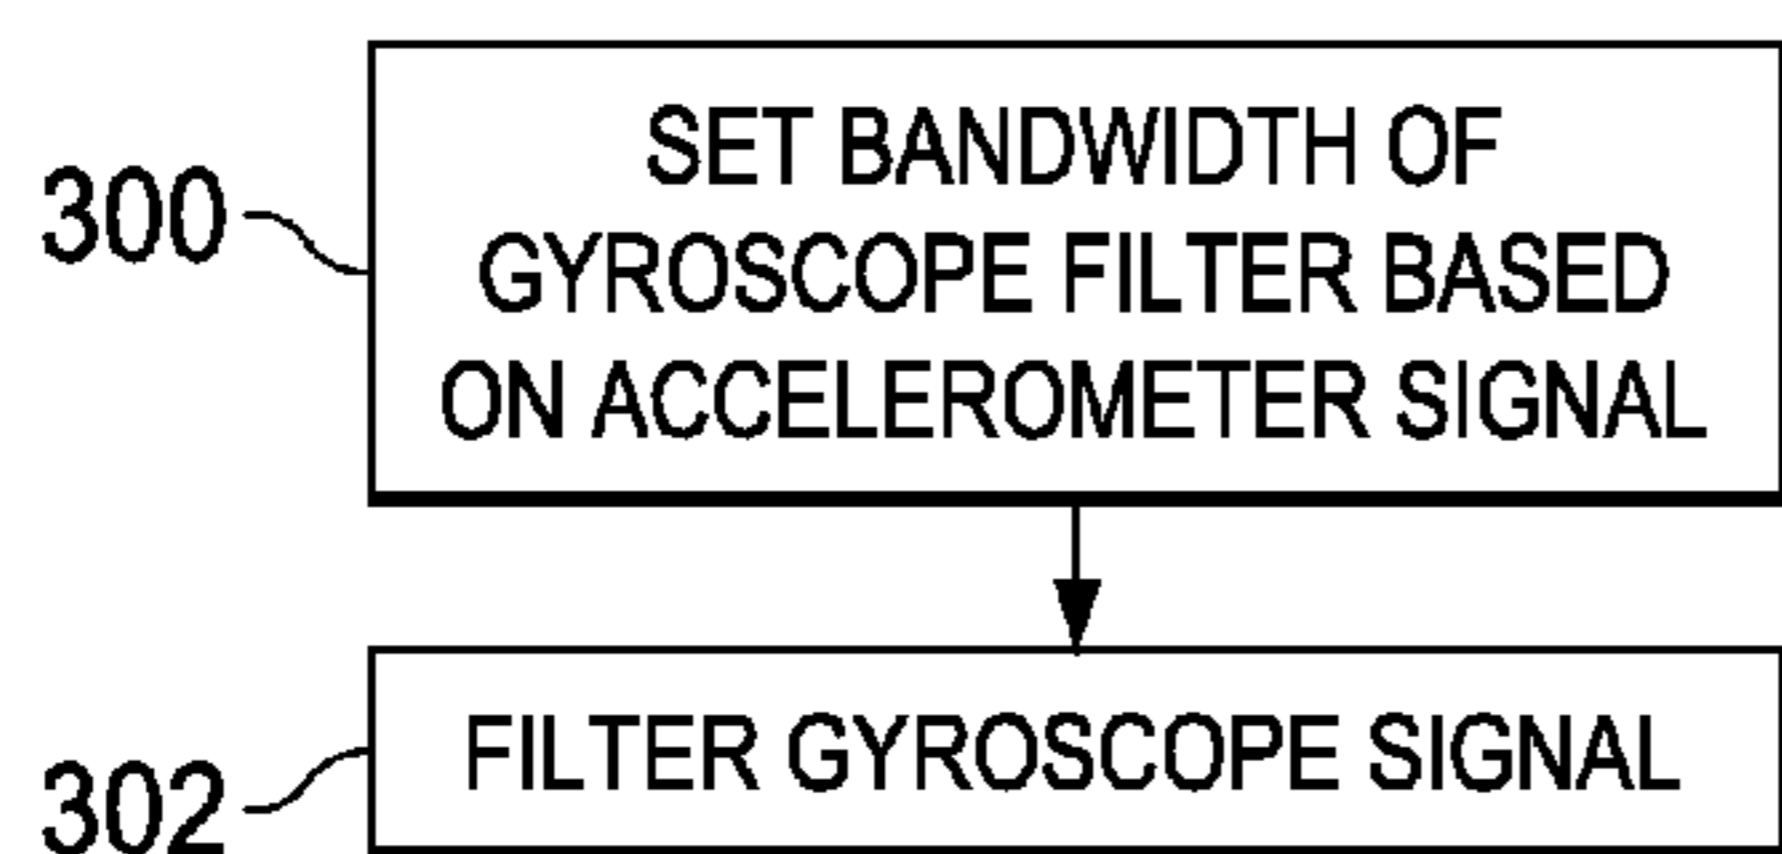 300
SET BANDWIDTH OF
GYROSCOPE FILTER BASED
ON ACCELEROMETER SIGNAL
302
FILTER GYROSCOPE SIGNAL